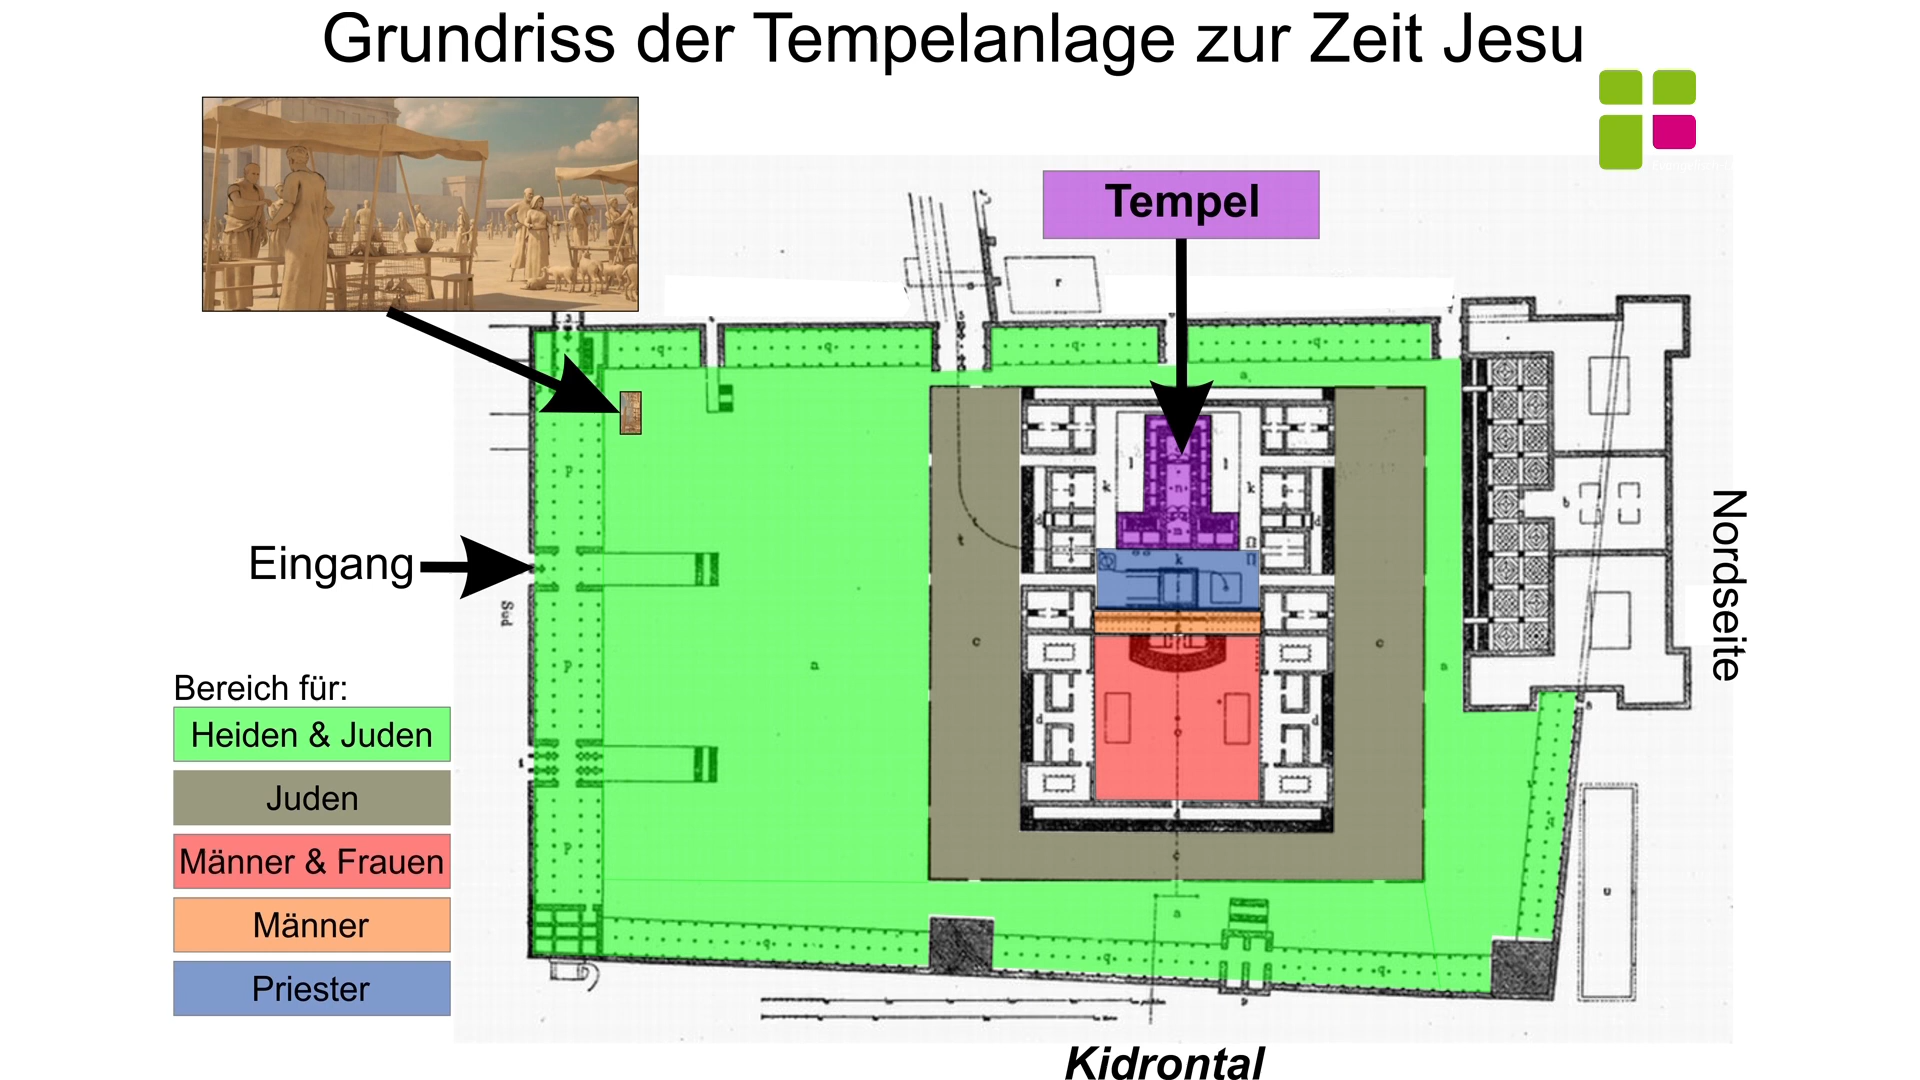 Grundriss der Tempelanlage zur Zeit Jesu
Tempel
r
q
q
q
q
a
p
l
l
n
m
k
Eingang
Süd
Nordseite
b
t
d
d
c
c
a
p
Bereich für:
Heiden & Juden
Juden
Männer & Frauen
Männer
Priester
d
d
e
p
c
a
q
q
q
u
Kidrontal